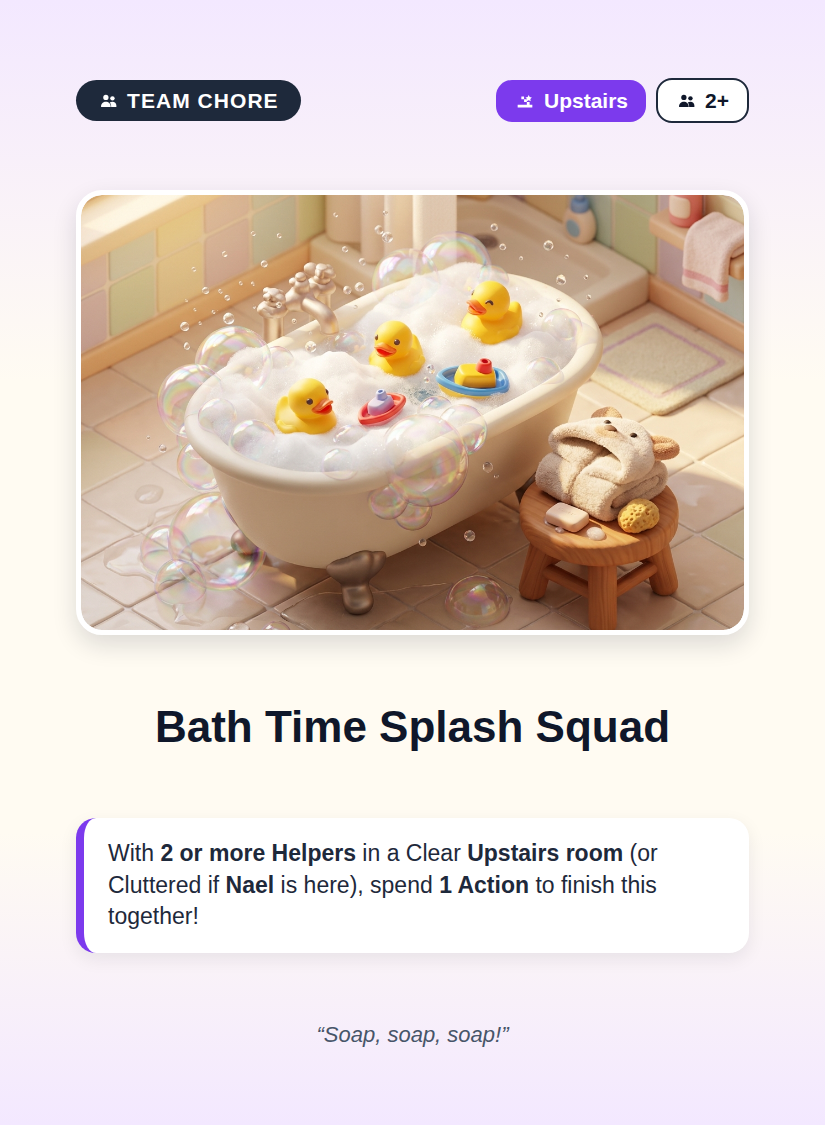 TEAM CHORE
Upstairs
2+
Bath Time Splash Squad
With 2 or more Helpers in a Clear Upstairs room (or
Cluttered if Nael is here), spend 1 Action to finish this
together!
“Soap, soap, soap!”